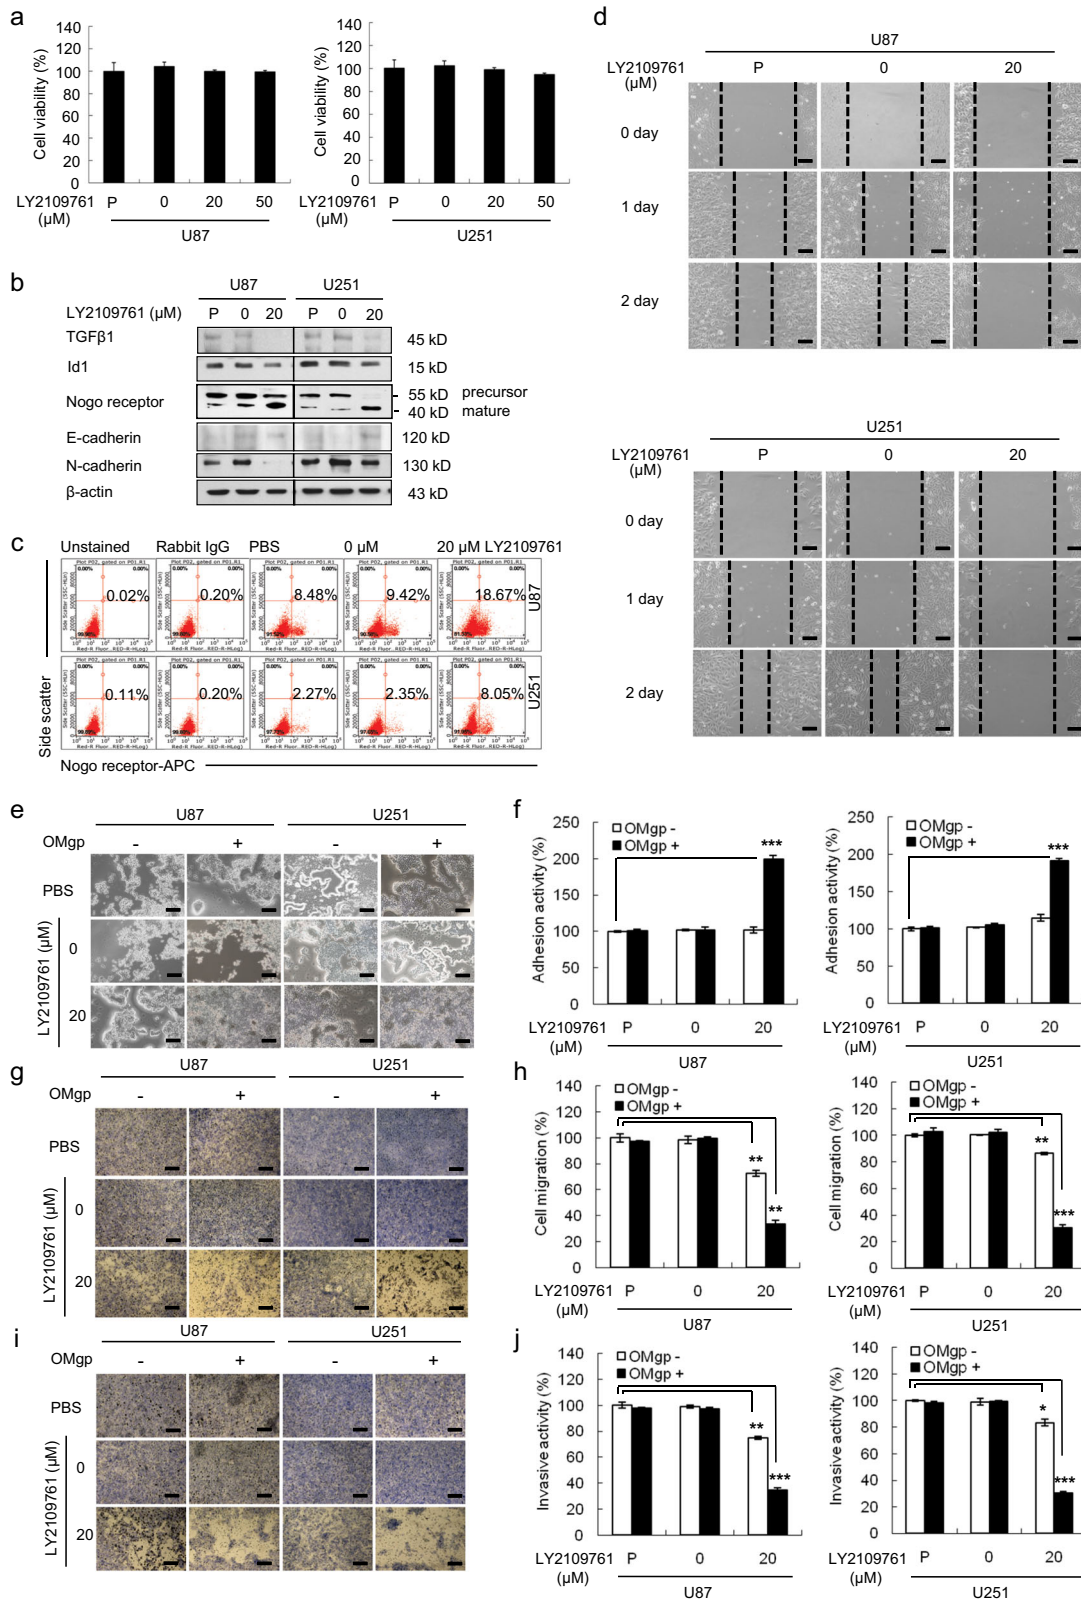 a
Cell viability (%)
140
120
100
80
60
40
20
0
LY2109761 (µM)
P 0 20 50
U87
Cell viability (%)
140
120
100
80
60
40
20
0
LY2109761 (µM)
P 0 20 50
U251
b
U87 U251
LY2109761 (µM) P 0 20 P 0 20
TGFβ1 45 kD
Id1 15 kD
Nogo receptor 55 kD precursor
40 kD mature
E-cadherin 120 kD
N-cadherin 130 kD
β-actin 43 kD
c
Unstained Rabbit IgG PBS 0 µM 20 µM LY2109761
0.02% 0.20% 8.48% 9.42% 18.67% U87
0.11% 0.20% 2.27% 2.35% 8.05% U251
Side scatter
Nogo receptor-APC
d
U87
LY2109761 (µM) P 0 20
0 day
1 day
2 day
U251
LY2109761 (µM) P 0 20
0 day
1 day
2 day
e
U87 U251
OMgp - + - +
PBS
LY2109761 (µM)
0
20
f
Adhesion activity (%)
250
200
150
100
50
0
OMgp -
OMgp +
***
LY2109761 (µM)
P 0 20
U87
Adhesion activity (%)
250
200
150
100
50
0
OMgp -
OMgp +
***
P 0 20
LY2109761 (µM)
U251
g
U87 U251
OMgp - + - +
PBS
LY2109761 (µM)
0
20
h
Cell migration (%)
140
120
100
80
60
40
20
0
OMgp -
OMgp +
**
**
LY2109761 (µM)
P 0 20
U87
Cell migration (%)
140
120
100
80
60
40
20
0
OMgp -
OMgp +
**
***
LY2109761 (µM)
P 0 20
U251
i
U87 U251
OMgp - + - +
PBS
LY2109761 (µM)
0
20
j
Invasive activity (%)
140
120
100
80
60
40
20
0
OMgp -
OMgp +
**
***
LY2109761 (µM)
P 0 20
U87
Invasive activity (%)
140
120
100
80
60
40
20
0
OMgp -
OMgp +
*
***
LY2109761 (µM)
P 0 20
U251